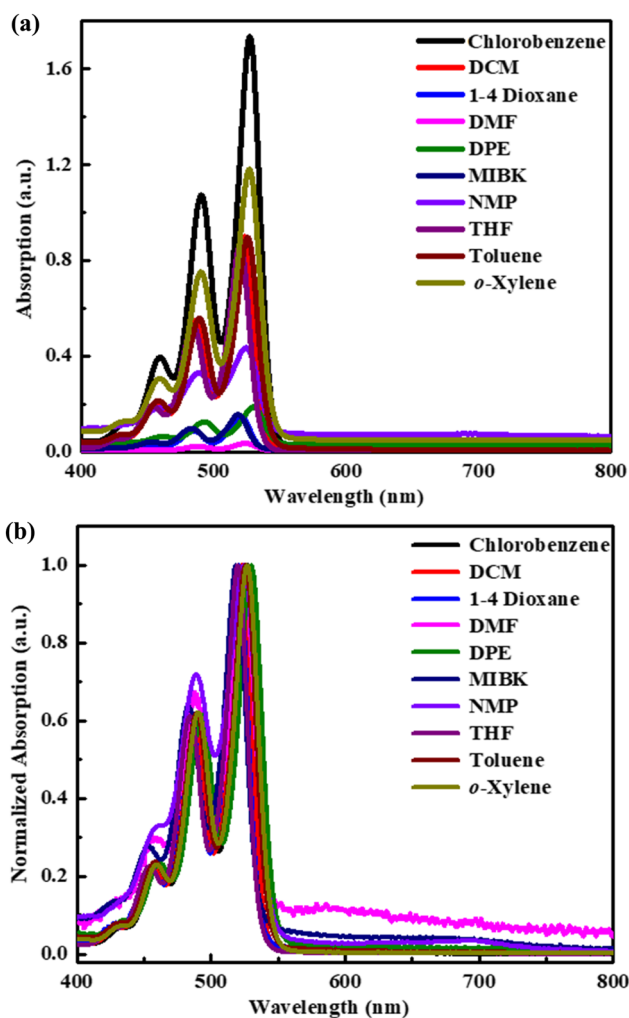 (a)
Absorption (a.u.)
1.6
1.2
0.8
0.4
0.0
Chlorobenzene
DCM
1-4 Dioxane
DMF
DPE
MIBK
NMP
THF
Toluene
o-Xylene
400 500 600 700 800
Wavelength (nm)
(b)
Normalized Absorption (a.u.)
1.0
0.8
0.6
0.4
0.2
0.0
Chlorobenzene
DCM
1-4 Dioxane
DMF
DPE
MIBK
NMP
THF
Toluene
o-Xylene
400 500 600 700 800
Wavelength (nm)